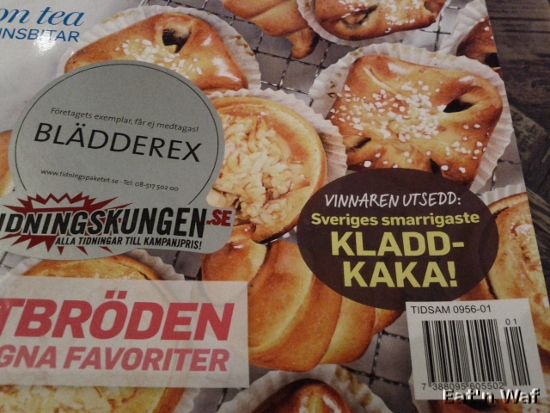 on tea
INSBITAR
Företagets exemplar, får ej medtagas!
BLÄDDEREX
www.tidningspaketet.se - Tel: 08-517 502 00
IDNINGSKUNGEN.SE
ALLA TIDNINGAR TILL KAMPANJPRIS!
VINNAREN UTSEDD:
Sveriges smarrigaste
KLADD-
KAKA!
TBRÖDEN
GNA FAVORITER
TIDSAM 0956-01
01
7 388095 605502
Eat'n Waf